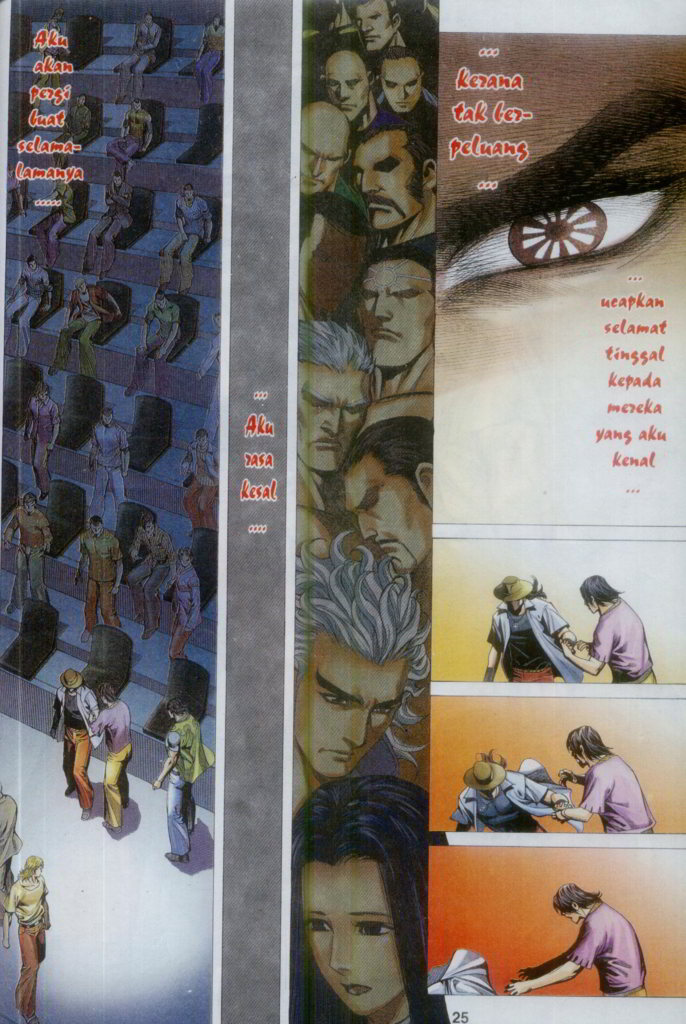 Aku
akan
pergi
buat
selama-
lamanya
.....
...
Aku
rasa
kesal
....
...
kerana
tak ber-
peluang
...
...
ucapkan
selamat
tinggal
kepada
mereka
yang aku
kenal
...
25